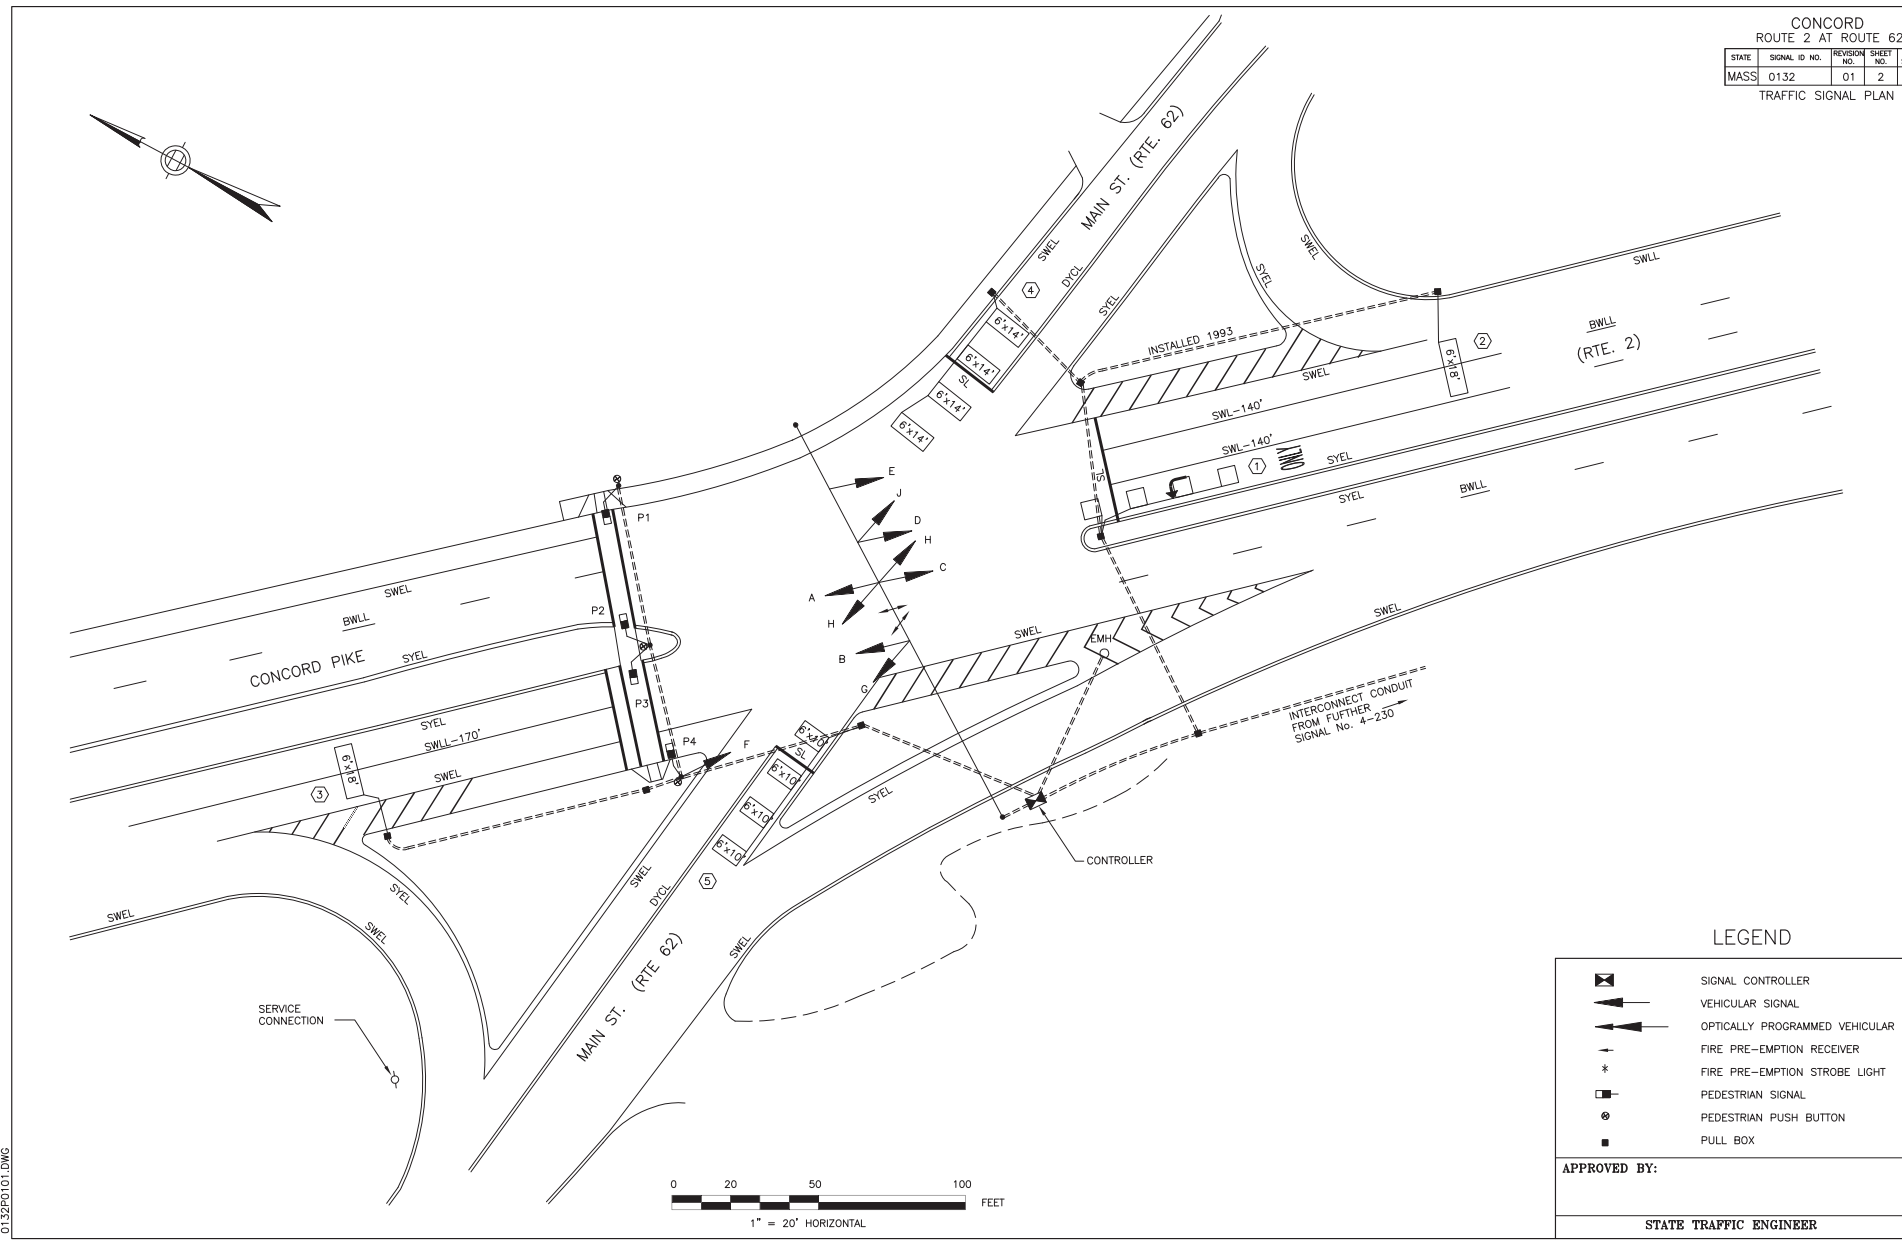 CONCORD
ROUTE 2 AT ROUTE 62
STATE SIGNAL ID NO. REVISION NO. SHEET NO.
MASS 0132 01 2
TRAFFIC SIGNAL PLAN
MAIN ST. (RTE. 62)
SWEL
DYCL
SYEL
SYEL
SWEL
SWLL
4
6'x14'
6'x14'
SL
6'x14'
6'x14'
INSTALLED 1993
2
6'x18'
BWLL
(RTE. 2)
SWEL
SWL-140'
SWL-140'
1
ONLY
SYEL
SL
SYEL
BWLL
E
J
D
H
C
A
H
B
G
P1
P2
P3
P4
F
SWEL
BWLL
CONCORD PIKE
SYEL
SYEL
SWLL-170'
SWEL
6'x18'
3
SWEL
EMH
SWEL
INTERCONNECT CONDUIT
FROM FUFTHER
SIGNAL No. 4-230
6'x10'
SL
6'x10'
6'x10'
6'x10'
SYEL
5
CONTROLLER
SWEL
DYCL
SYEL
SWEL
SWEL
SWEL
MAIN ST. (RTE 62)
SERVICE
CONNECTION
LEGEND
SIGNAL CONTROLLER
VEHICULAR SIGNAL
OPTICALLY PROGRAMMED VEHICULAR
FIRE PRE-EMPTION RECEIVER
FIRE PRE-EMPTION STROBE LIGHT
PEDESTRIAN SIGNAL
PEDESTRIAN PUSH BUTTON
PULL BOX
APPROVED BY:
STATE TRAFFIC ENGINEER
0 20 50 100
FEET
1" = 20' HORIZONTAL
0132P0101.DWG